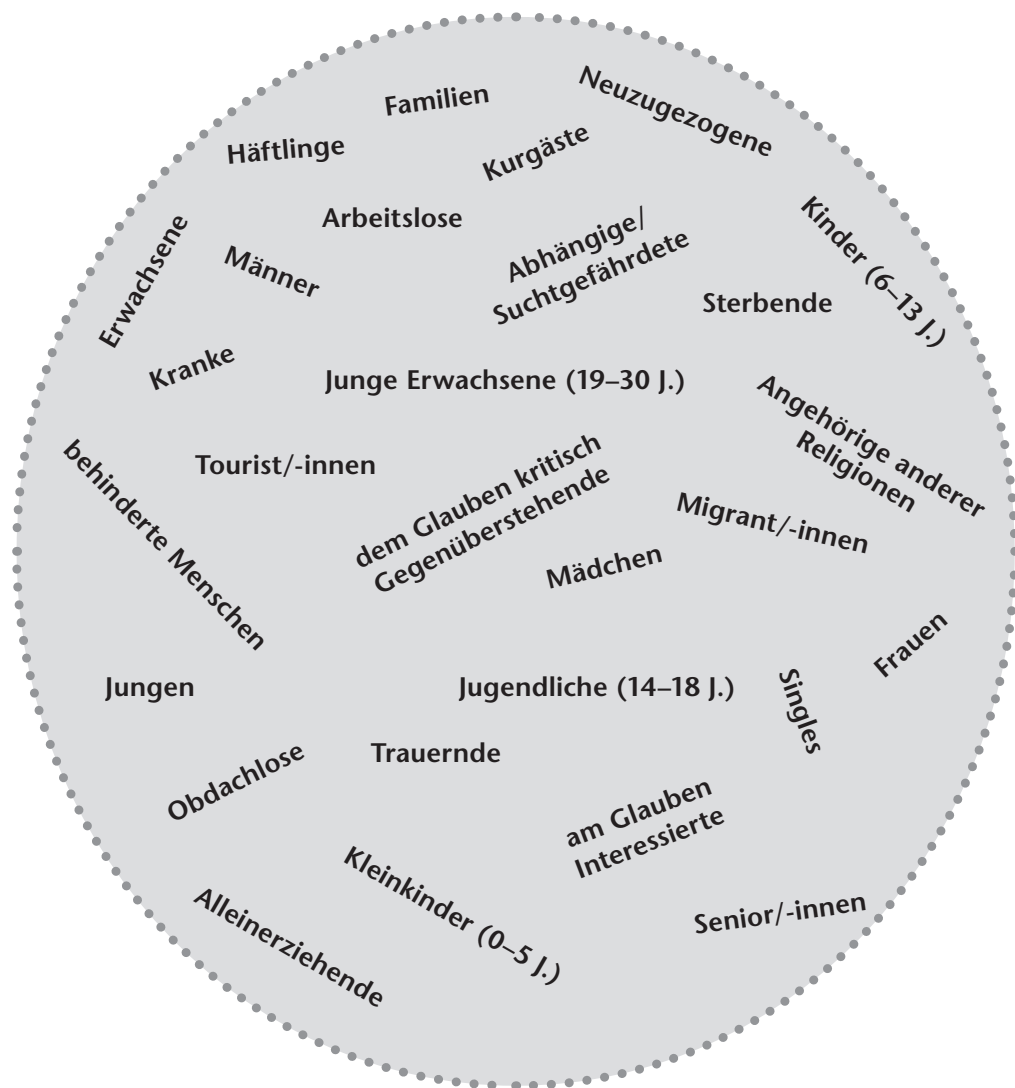 Familien
Neuzugezogene
Häftlinge
Kurgäste
Arbeitslose
Erwachsene
Männer
Abhängige/
Suchtgefährdete
Kinder (6–13 J.)
Sterbende
Kranke
Junge Erwachsene (19–30 J.)
Angehörige anderer
Religionen
Tourist/-innen
behinderte Menschen
dem Glauben kritisch
Gegenüberstehende
Migrant/-innen
Mädchen
Frauen
Jungen
Jugendliche (14–18 J.)
Singles
Trauernde
Obdachlose
am Glauben
Interessierte
Kleinkinder (0–5 J.)
Alleinerziehende
Senior/-innen